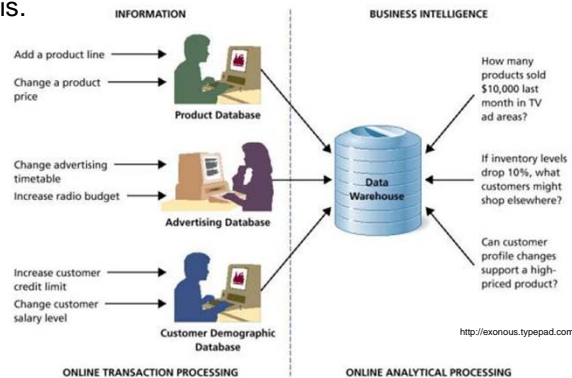 IS.
INFORMATION
BUSINESS INTELLIGENCE
Add a product line
Change a product
price
Product Database
How many
products sold
$10,000 last
month in TV
ad areas?
Change advertising
timetable
Increase radio budget
Advertising Database
Data
Warehouse
If inventory levels
drop 10%, what
customers might
shop elsewhere?
Increase customer
credit limit
Change customer
salary level
Customer Demographic
Database
Can customer
profile changes
support a high-
priced product?
http://exonous.typepad.com
ONLINE TRANSACTION PROCESSING
ONLINE ANALYTICAL PROCESSING